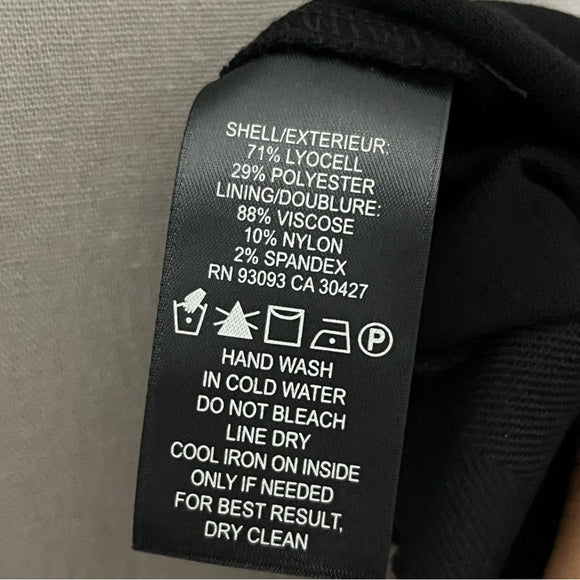 SHELL/EXTERIEUR:
71% LYOCELL
29% POLYESTER
LINING/DOUBLURE:
88% VISCOSE
10% NYLON
2% SPANDEX
RN 93093 CA 30427
P
HAND WASH
IN COLD WATER
DO NOT BLEACH
LINE DRY
COOL IRON ON INSIDE
ONLY IF NEEDED
FOR BEST RESULT,
DRY CLEAN